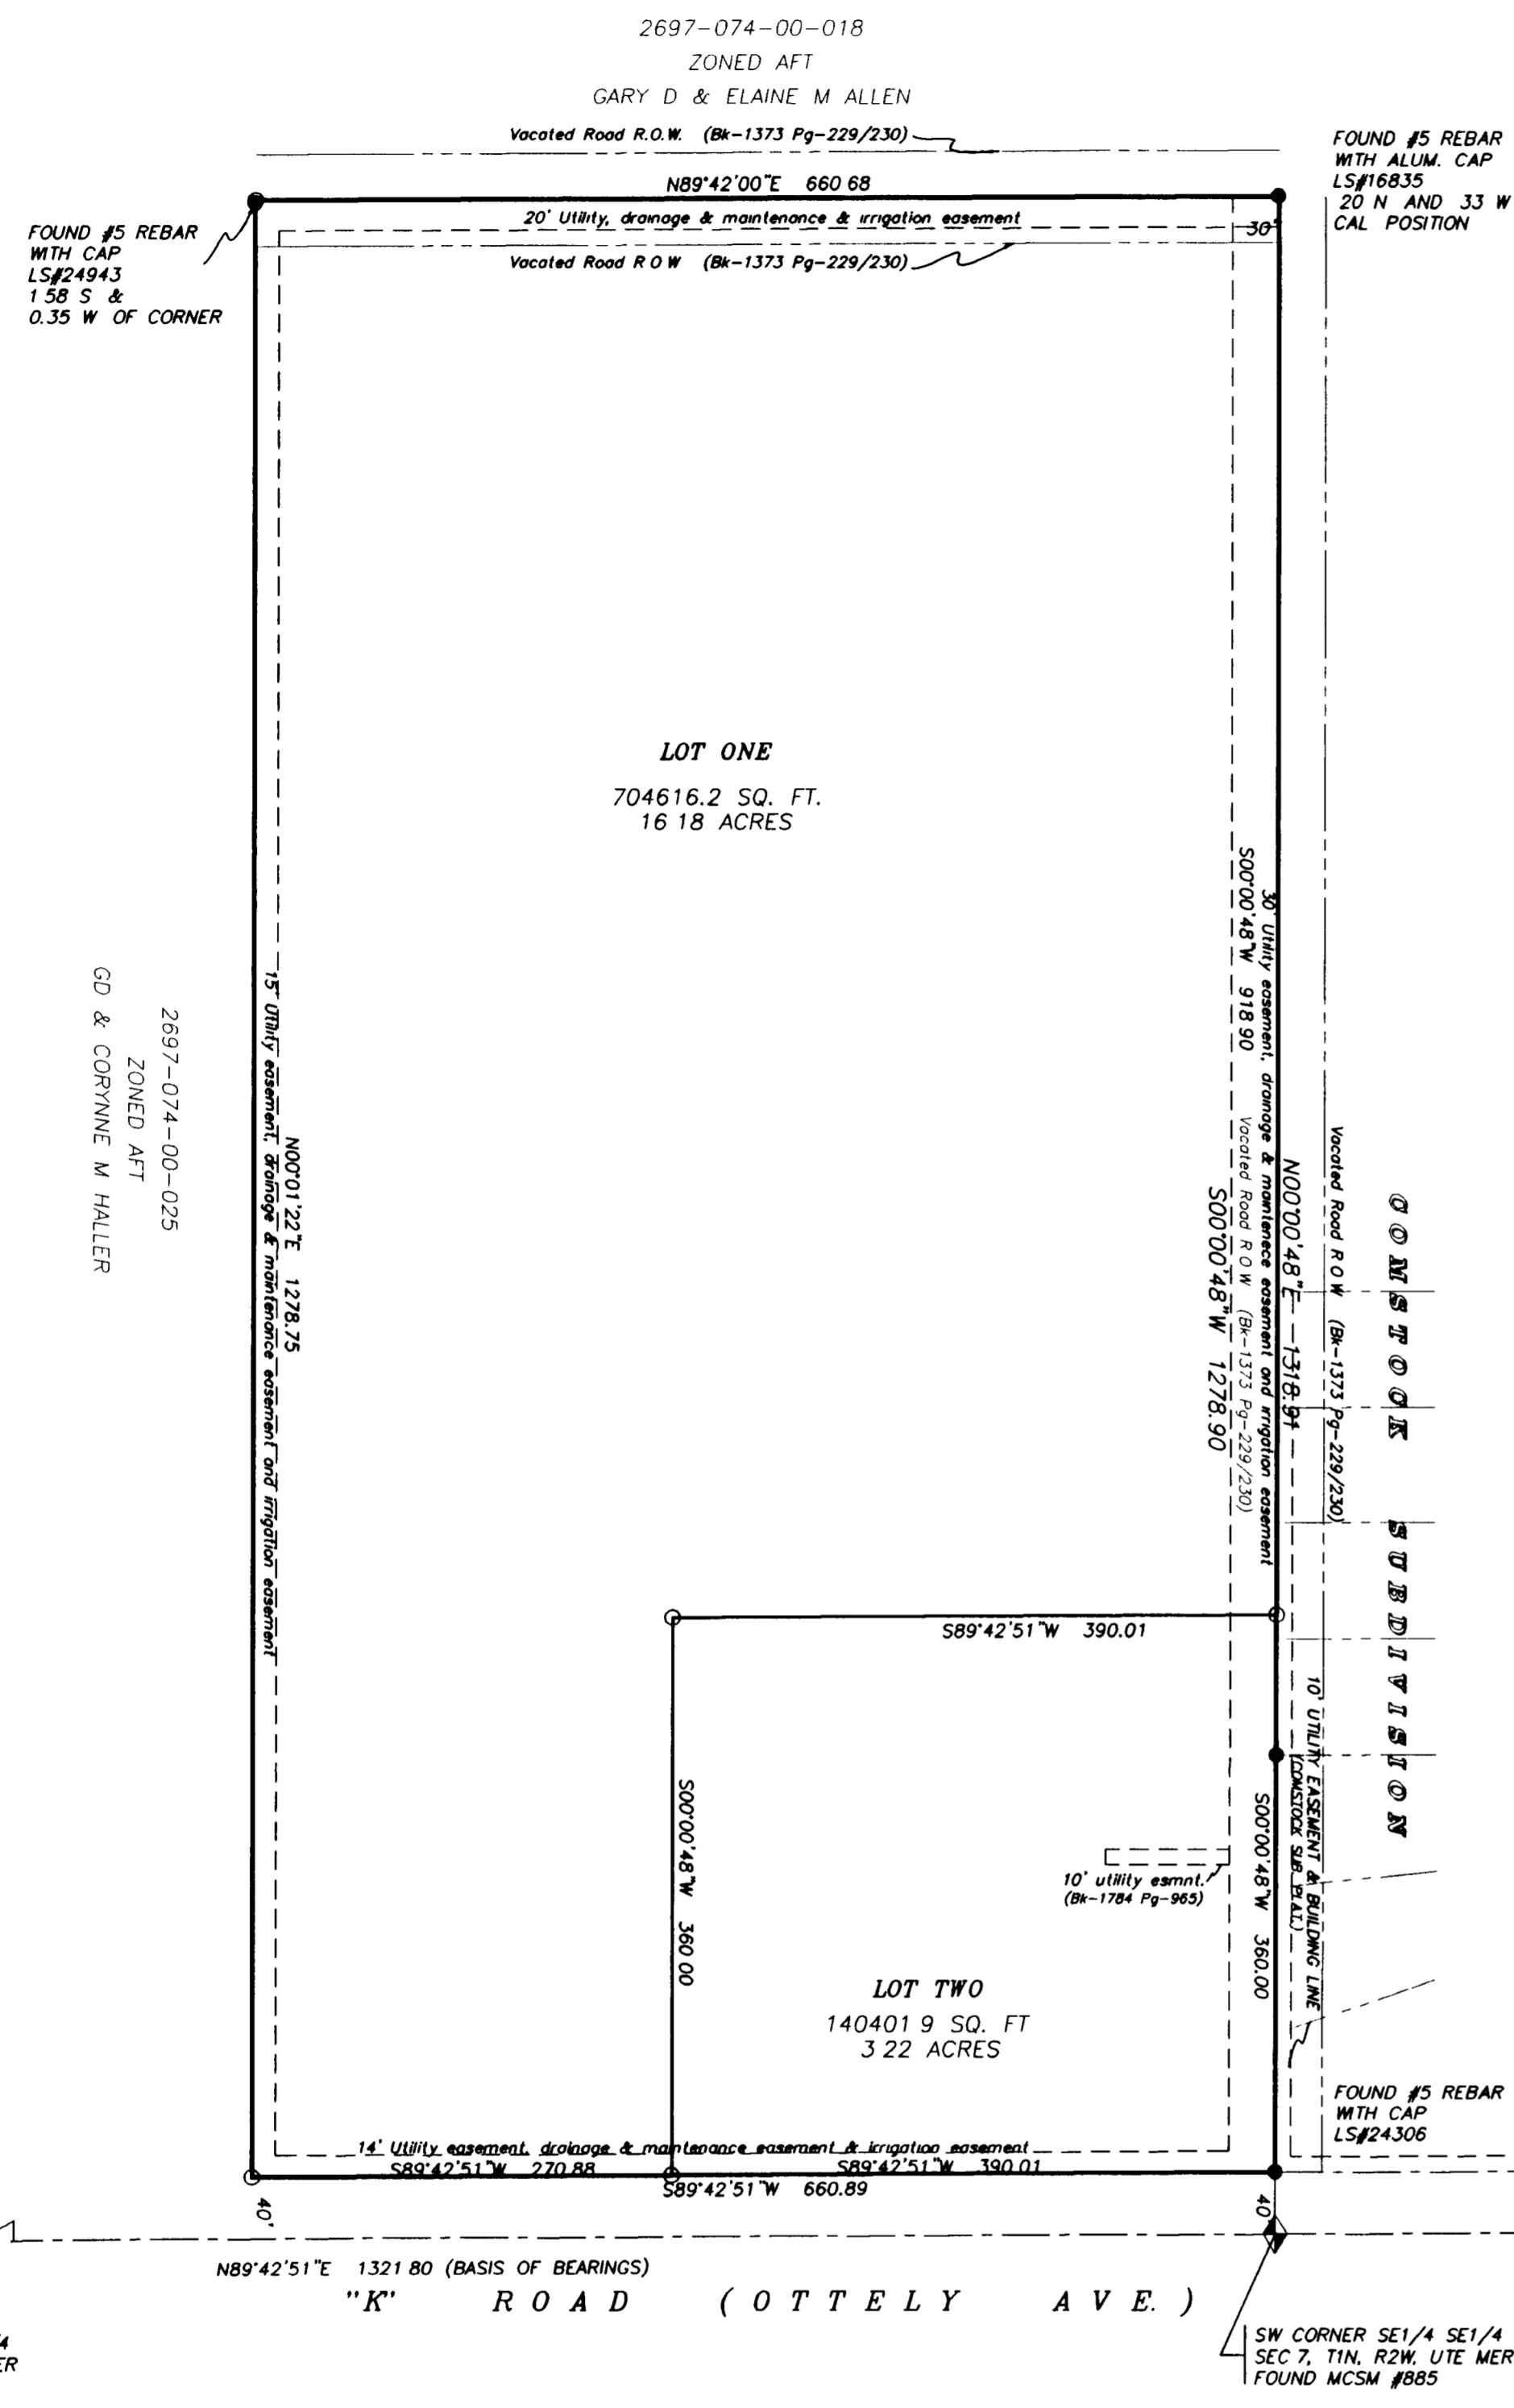 2697-074-00-018
ZONED AFT
GARY D & ELAINE M ALLEN
Vacated Road R.O.W. (Bk-1373 Pg-229/230)
FOUND #5 REBAR
WITH ALUM. CAP
LS#16835
20 N AND 33 W
CAL POSITION
N89°42'00"E 660 68
20' Utility, drainage & maintenance & irrigation easement
30'
Vacated Road R O W (Bk-1373 Pg-229/230)
FOUND #5 REBAR
WITH CAP
LS#24943
1 58 S &
0.35 W OF CORNER
LOT ONE
704616.2 SQ. FT.
16 18 ACRES
2697-074-00-025
ZONED AFT
GD & CORYNNE M HALLER
N00°01'22"E 1278.75
15' Utility easement, drainage & maintenance easement and irrigation easement
S00°00'48"W 918 90
30' Utility easement, drainage & maintenece easement and irrigation easement
Vacated Road R O W (Bk-1373 Pg-229/230)
S00°00'48"W 1278.90
N00°00'48"E 1318.91
Vacated Road R O W (Bk-1373 Pg-229/230)
COMSTOCK SUBDIVISION
S89°42'51"W 390.01
10' UTILITY EASEMENT & BUILDING LINE
(COMSTOCK SUB PLAT.)
S00°00'48"W 360 00
S00°00'48"W 360.00
10' utility esmnt.
(Bk-1784 Pg-965)
LOT TWO
140401 9 SQ. FT
3 22 ACRES
FOUND #5 REBAR
WITH CAP
LS#24306
14' Utility easement, drainage & maintenance easement & irrigation easement
S89°42'51"W 270.88
S89°42'51"W 390.01
S89°42'51"W 660.89
40'
40'
N89°42'51"E 1321 80 (BASIS OF BEARINGS)
"K" ROAD (OTTELY AVE.)
SW CORNER SE1/4 SE1/4
SEC 7, T1N, R2W, UTE MER
FOUND MCSM #885